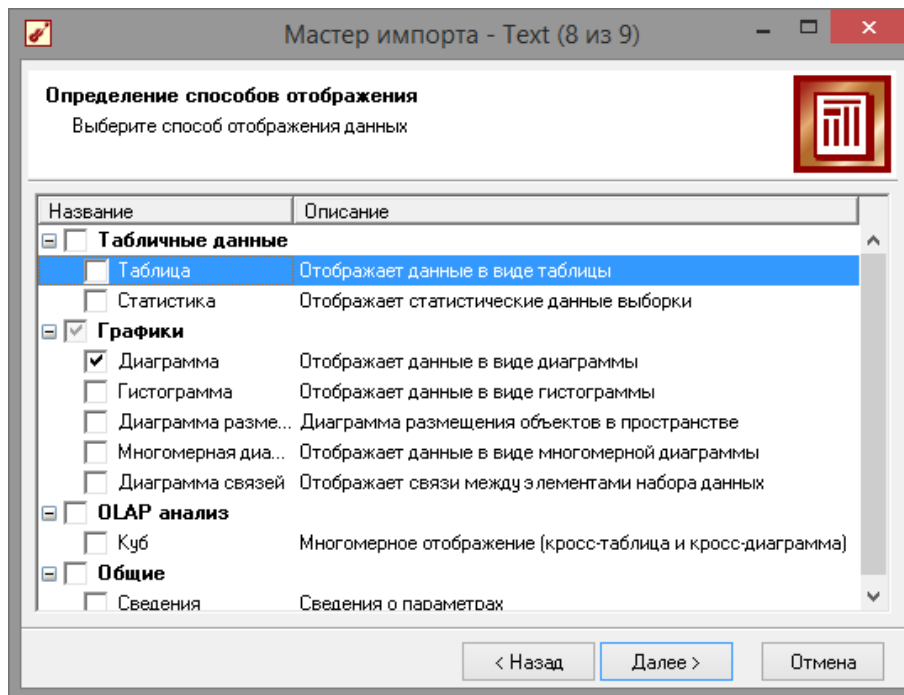 Мастер импорта - Text (8 из 9)
Определение способов отображения
Выберите способ отображения данных
Название Описание
Табличные данные
Таблица Отображает данные в виде таблицы
Статистика Отображает статистические данные выборки
Графики
Диаграмма Отображает данные в виде диаграммы
Гистограмма Отображает данные в виде гистограммы
Диаграмма разме... Диаграмма размещения объектов в пространстве
Многомерная диа... Отображает данные в виде многомерной диаграммы
Диаграмма связей Отображает связи между элементами набора данных
OLAP анализ
Куб Многомерное отображение (кросс-таблица и кросс-диаграмма)
Общие
Сведения Сведения о параметрах
< Назад Далее > Отмена